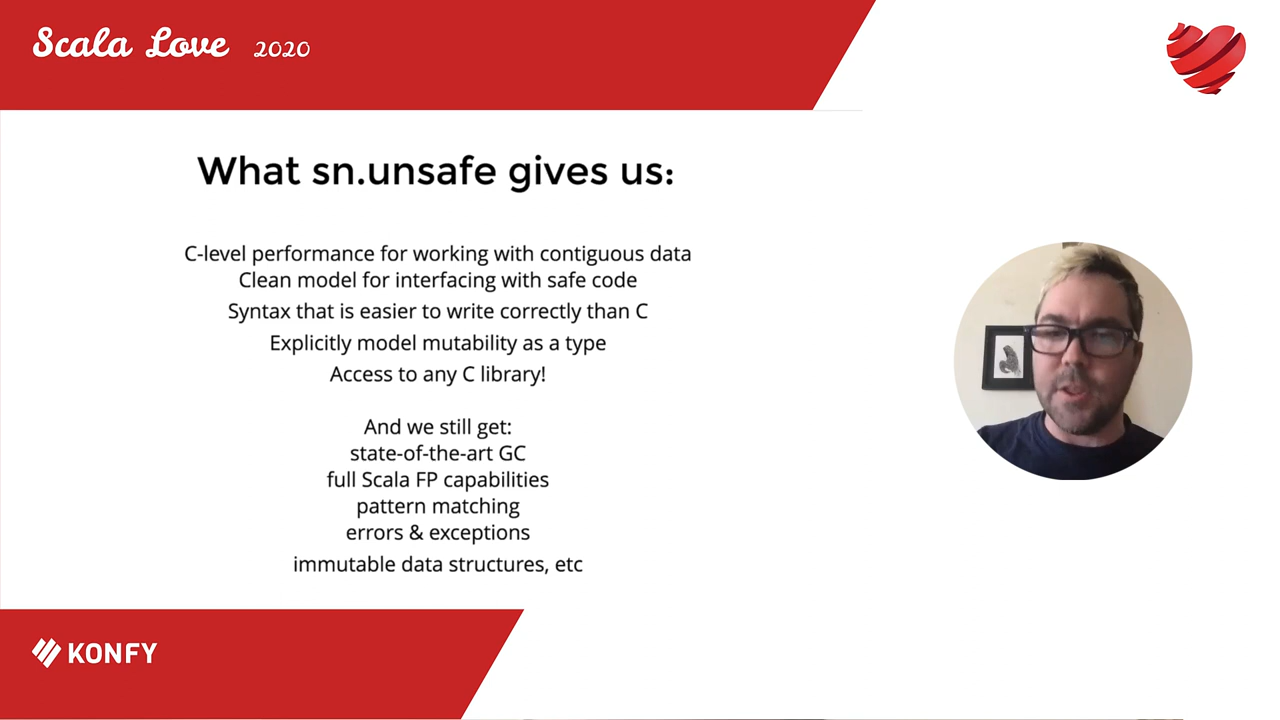 Scala Love 2020
What sn.unsafe gives us:
C-level performance for working with contiguous data
Clean model for interfacing with safe code
Syntax that is easier to write correctly than C
Explicitly model mutability as a type
Access to any C library!
And we still get:
state-of-the-art GC
full Scala FP capabilities
pattern matching
errors & exceptions
immutable data structures, etc
KONFY